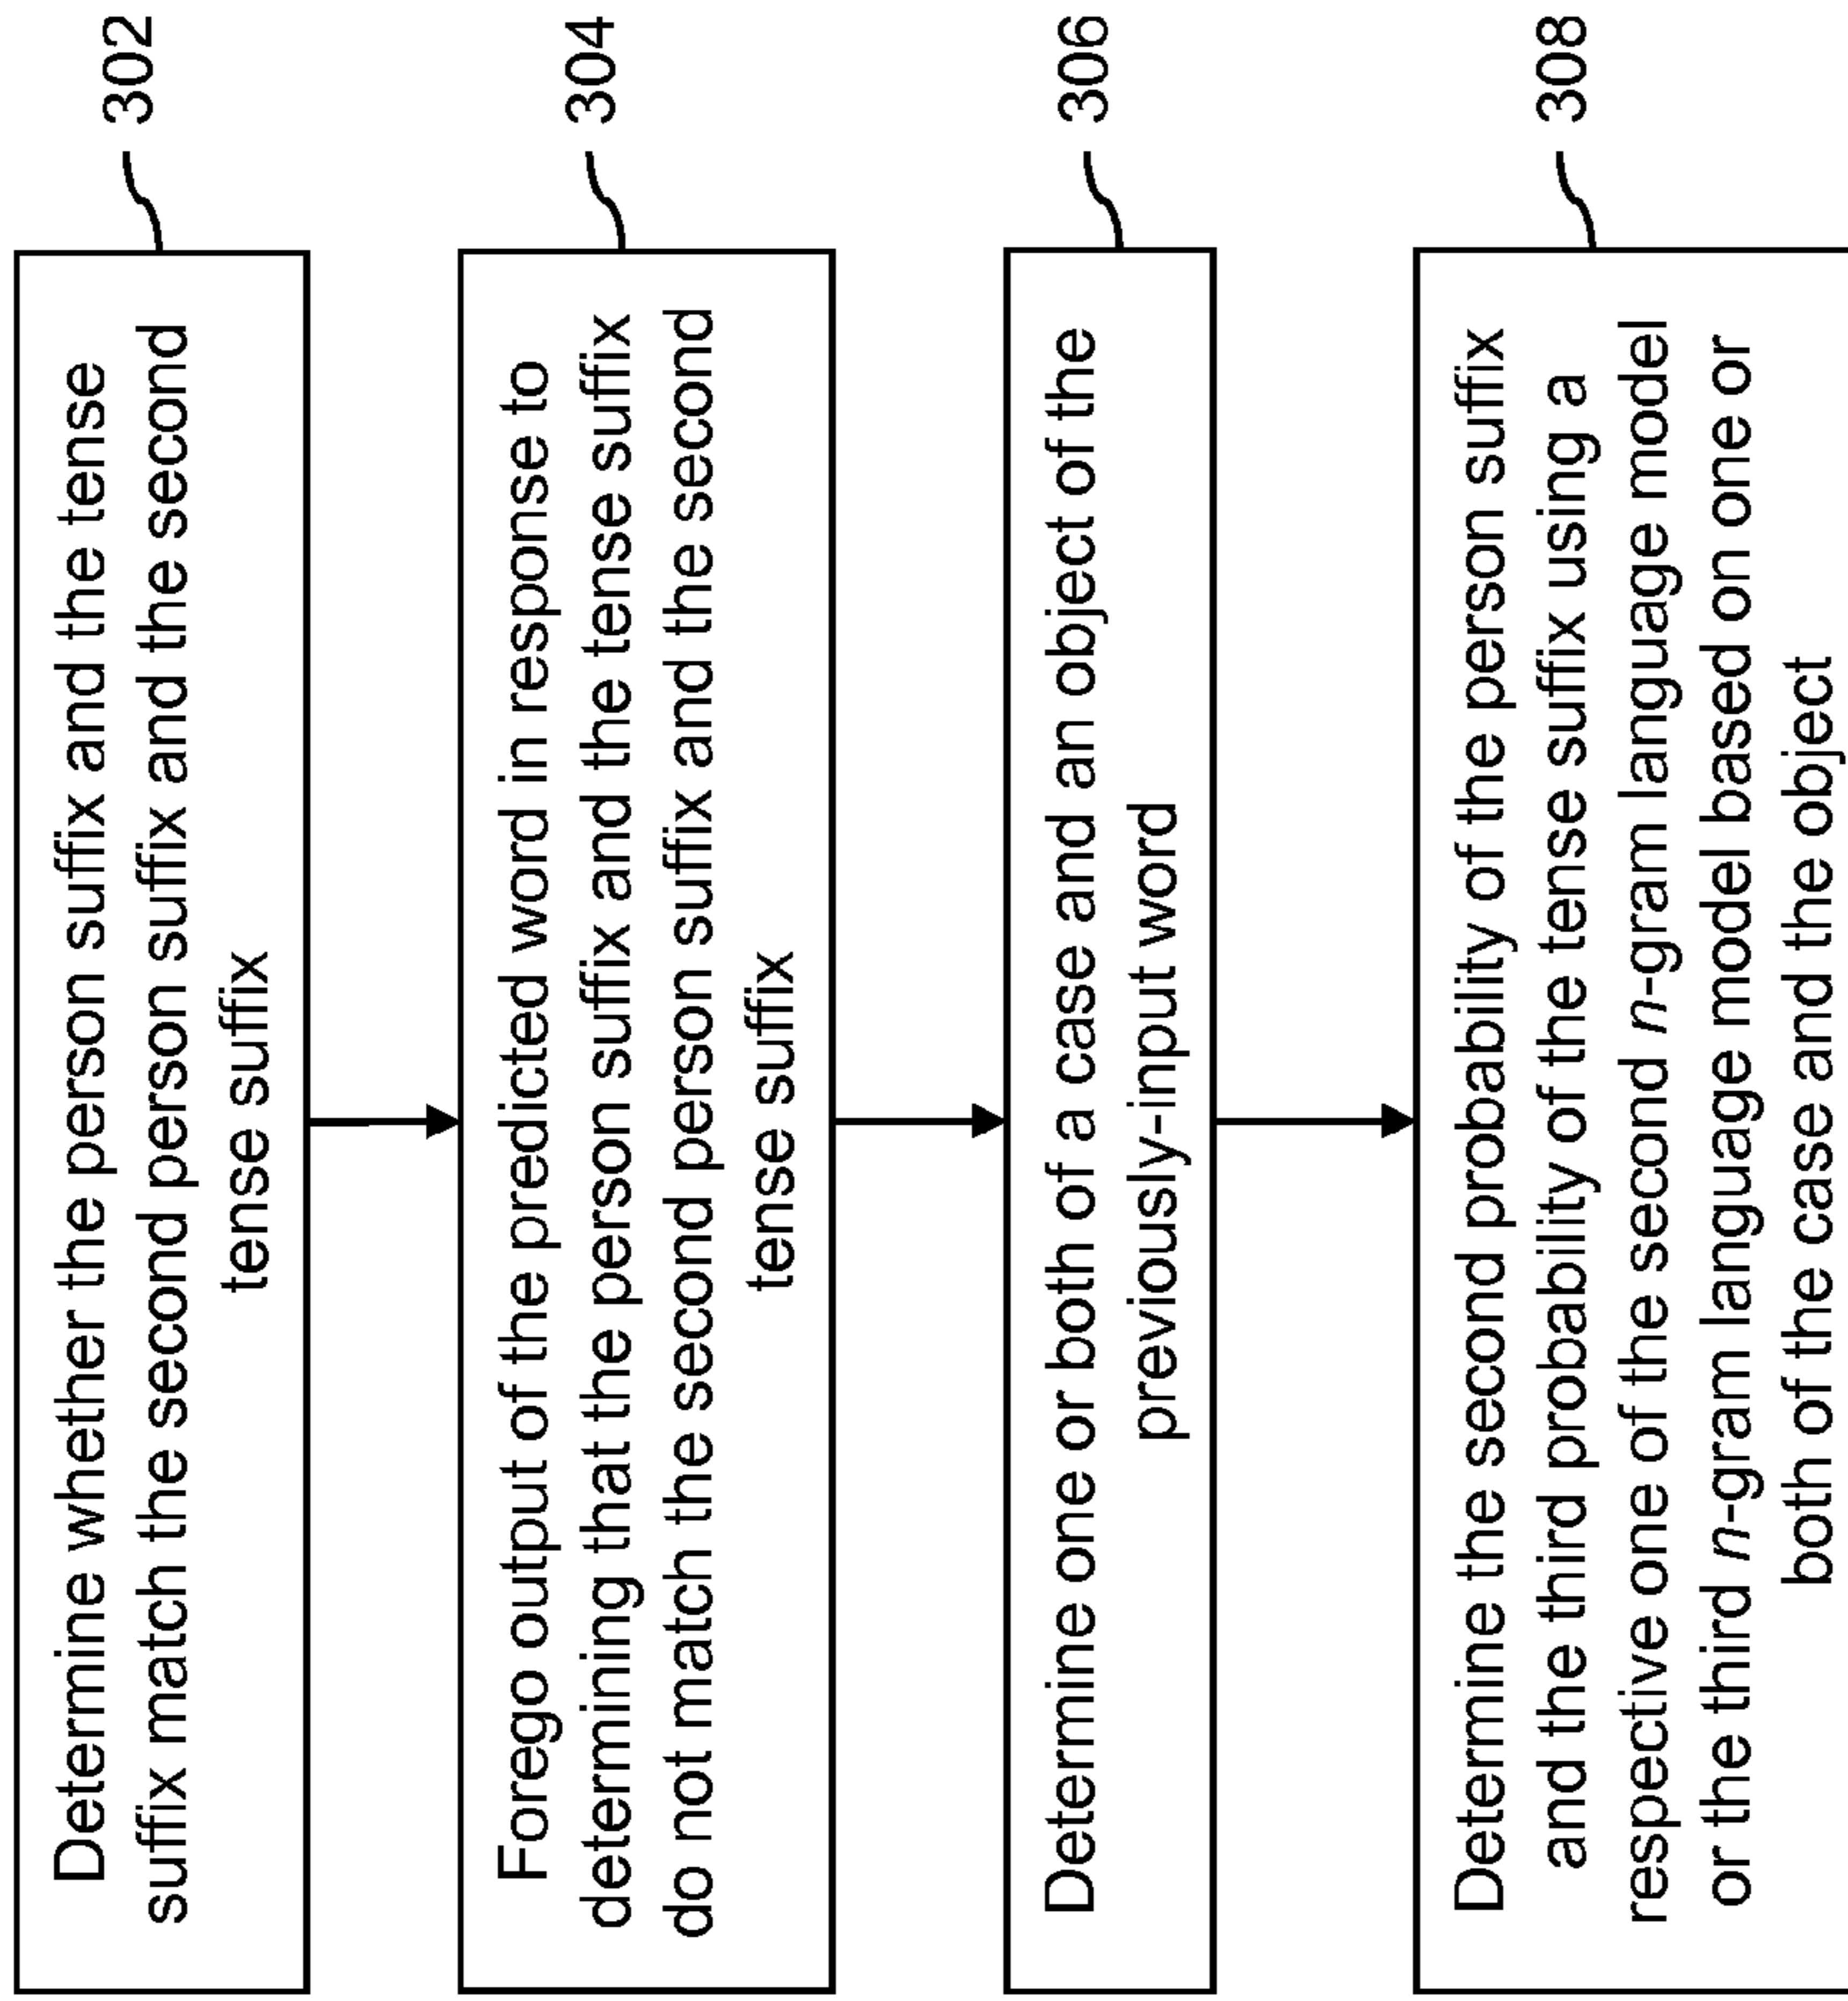 Determine whether the person suffix and the tense
suffix match the second person suffix and the second
tense suffix
302
Forego output of the predicted word in response to
determining that the person suffix and the tense suffix
do not match the second person suffix and the second
tense suffix
304
Determine one or both of a case and an object of the
previously-input word
306
Determine the second probability of the person suffix
and the third probability of the tense suffix using a
respective one of the second n-gram language model
or the third n-gram language model based on one or
both of the case and the object
308